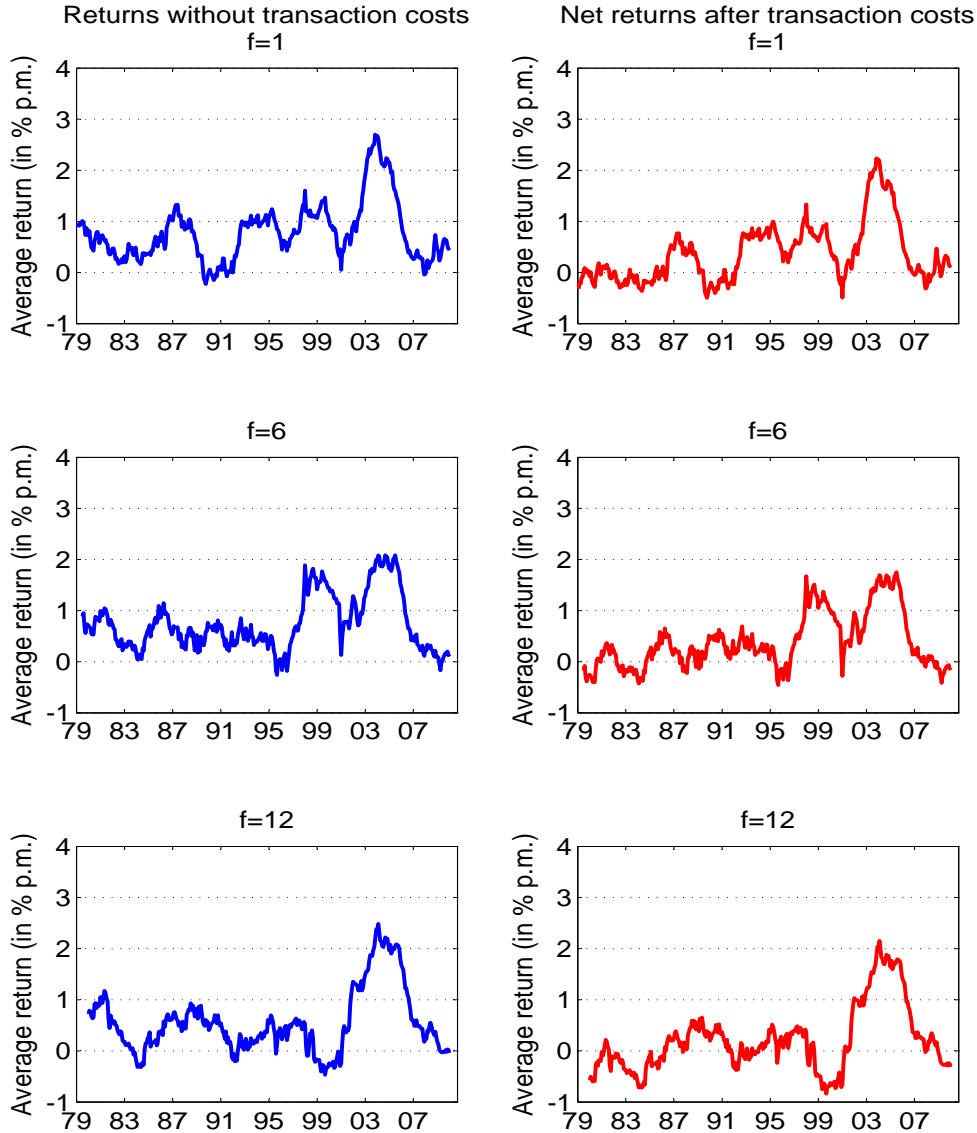 Returns without transaction costs
f=1
Average return (in % p.m.)
4
3
2
1
0
-1
79 83 87 91 95 99 03 07
Net returns after transaction costs
f=1
Average return (in % p.m.)
4
3
2
1
0
-1
79 83 87 91 95 99 03 07
f=6
Average return (in % p.m.)
4
3
2
1
0
-1
79 83 87 91 95 99 03 07
f=6
Average return (in % p.m.)
4
3
2
1
0
-1
79 83 87 91 95 99 03 07
f=12
Average return (in % p.m.)
4
3
2
1
0
-1
79 83 87 91 95 99 03 07
f=12
Average return (in % p.m.)
4
3
2
1
0
-1
79 83 87 91 95 99 03 07